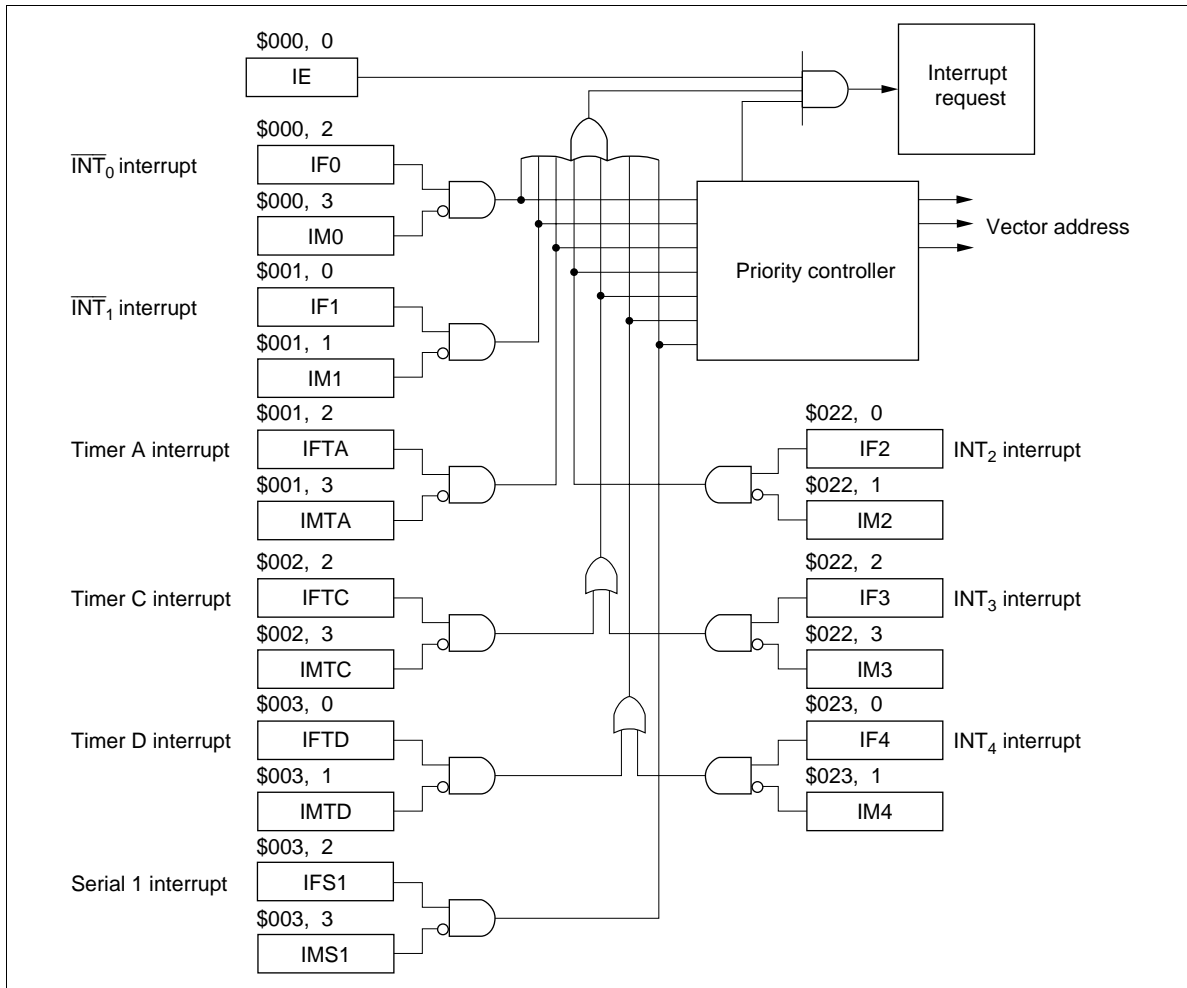 $000, 0
IE
Interrupt
request
$000, 2
INT0 interrupt
IF0
$000, 3
IM0
Vector address
Priority controller
$001, 0
INT1 interrupt
IF1
$001, 1
IM1
$001, 2
Timer A interrupt
IFTA
$001, 3
IMTA
$022, 0
IF2
INT2 interrupt
$022, 1
IM2
$002, 2
Timer C interrupt
IFTC
$002, 3
IMTC
$022, 2
IF3
INT3 interrupt
$022, 3
IM3
$003, 0
Timer D interrupt
IFTD
$003, 1
IMTD
$023, 0
IF4
INT4 interrupt
$023, 1
IM4
$003, 2
Serial 1 interrupt
IFS1
$003, 3
IMS1